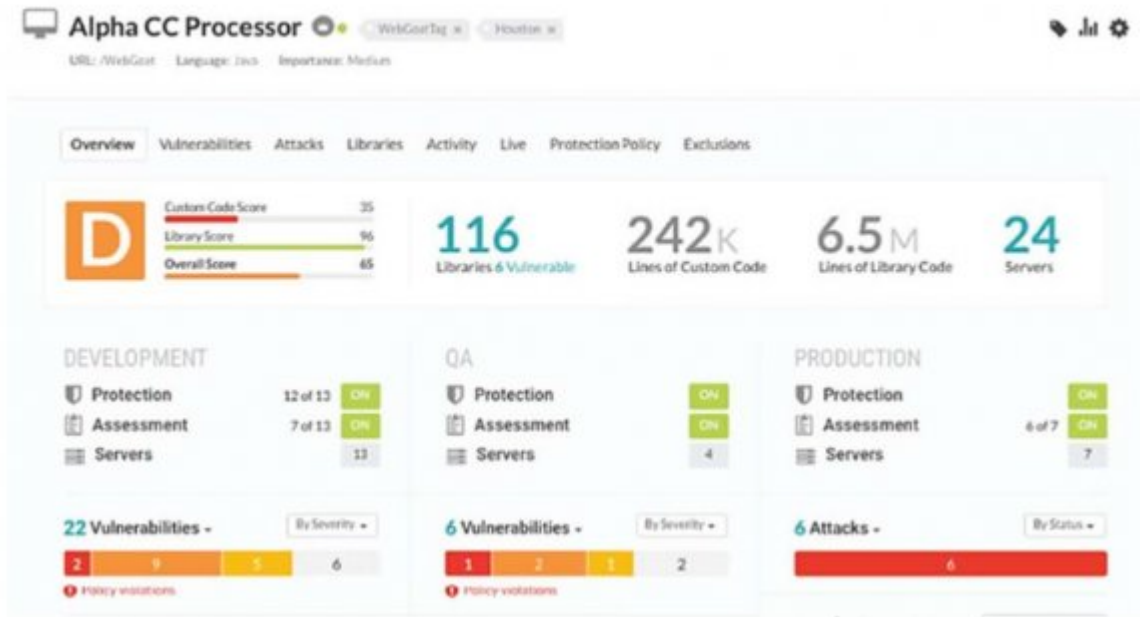 Alpha CC Processor WebGoatTag × Houston ×
URL: /WebGoat Language: Java Importance: Medium
Overview Vulnerabilities Attacks Libraries Activity Live Protection Policy Exclusions
D
Custom Code Score 35
Library Score 96
Overall Score 65
116
Libraries 6 Vulnerable
242K
Lines of Custom Code
6.5M
Lines of Library Code
24
Servers
DEVELOPMENT
Protection 12 of 13 ON
Assessment 7 of 13 ON
Servers 13
22 Vulnerabilities By Severity
2 9 5 6
Policy violations
QA
Protection ON
Assessment ON
Servers 4
6 Vulnerabilities By Severity
1 2 1 2
Policy violations
PRODUCTION
Protection ON
Assessment 6 of 7 ON
Servers 7
6 Attacks By Status
6